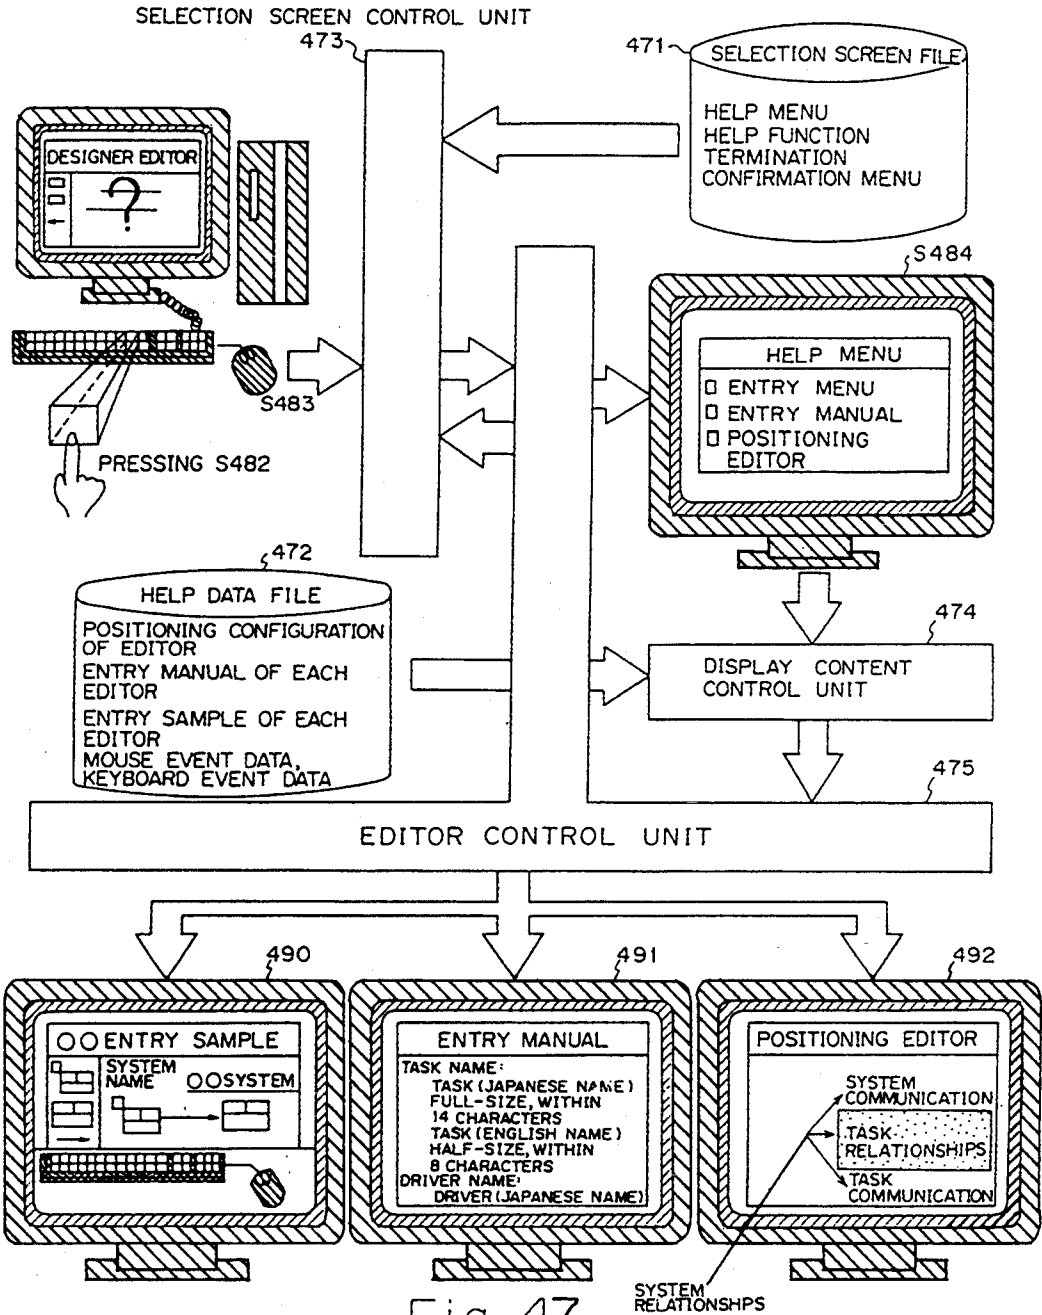 SELECTION SCREEN CONTROL UNIT
473
471
SELECTION SCREEN FILE
HELP MENU
HELP FUNCTION
TERMINATION
CONFIRMATION MENU
DESIGNER EDITOR
?
S483
PRESSING S482
S484
HELP MENU
ENTRY MENU
ENTRY MANUAL
POSITIONING
EDITOR
472
HELP DATA FILE
POSITIONING CONFIGURATION
OF EDITOR
ENTRY MANUAL OF EACH
EDITOR
ENTRY SAMPLE OF EACH
EDITOR
MOUSE EVENT DATA,
KEYBOARD EVENT DATA
474
DISPLAY CONTENT
CONTROL UNIT
475
EDITOR CONTROL UNIT
490
○○ ENTRY SAMPLE
SYSTEM
NAME
○○SYSTEM
491
ENTRY MANUAL
TASK NAME:
TASK (JAPANESE NAME)
FULL-SIZE, WITHIN
14 CHARACTERS
TASK (ENGLISH NAME)
HALF-SIZE, WITHIN
8 CHARACTERS
DRIVER NAME:
DRIVER (JAPANESE NAME)
492
POSITIONING EDITOR
SYSTEM
COMMUNICATION
TASK
RELATIONSHIPS
TASK
COMMUNICATION
SYSTEM
RELATIONSHPS
Fig. 47